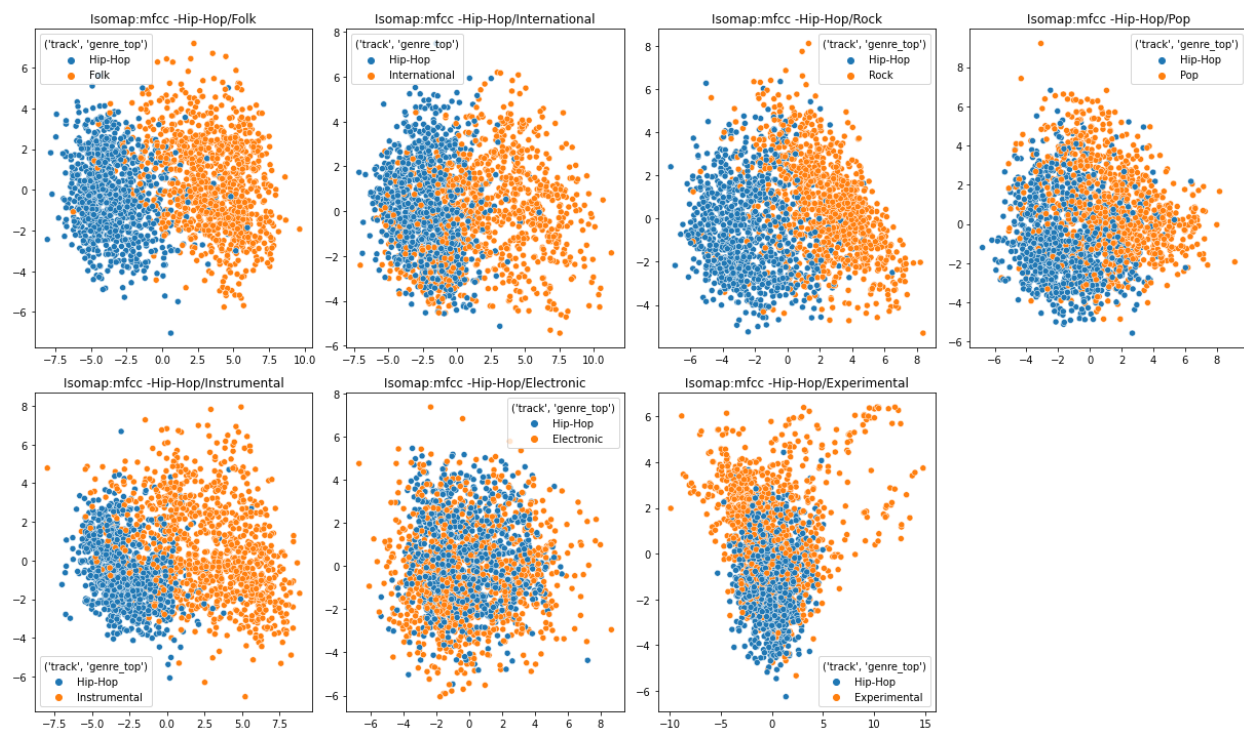 Isomap:mfcc -Hip-Hop/Folk
('track', 'genre_top')
Hip-Hop
Folk
8
6
4
2
0
−2
−4
−6
−7.5 −5.0 −2.5 0.0 2.5 5.0 7.5 10.0
Isomap:mfcc -Hip-Hop/International
('track', 'genre_top')
Hip-Hop
International
8
6
4
2
0
−2
−4
−6
−7.5 −5.0 −2.5 0.0 2.5 5.0 7.5 10.0
Isomap:mfcc -Hip-Hop/Rock
('track', 'genre_top')
Hip-Hop
Rock
8
6
4
2
0
−2
−4
−6 −4 −2 0 2 4 6 8
Isomap:mfcc -Hip-Hop/Pop
('track', 'genre_top')
Hip-Hop
Pop
8
6
4
2
0
−2
−4
−6
−6 −4 −2 0 2 4 6 8
Isomap:mfcc -Hip-Hop/Instrumental
8
6
4
2
0
−2
−4
−6
('track', 'genre_top')
Hip-Hop
Instrumental
−7.5 −5.0 −2.5 0.0 2.5 5.0 7.5
Isomap:mfcc -Hip-Hop/Electronic
('track', 'genre_top')
Hip-Hop
Electronic
8
6
4
2
0
−2
−4
−6
−6 −4 −2 0 2 4 6 8
Isomap:mfcc -Hip-Hop/Experimental
6
4
2
0
−2
−4
−6
('track', 'genre_top')
Hip-Hop
Experimental
−10 −5 0 5 10 15